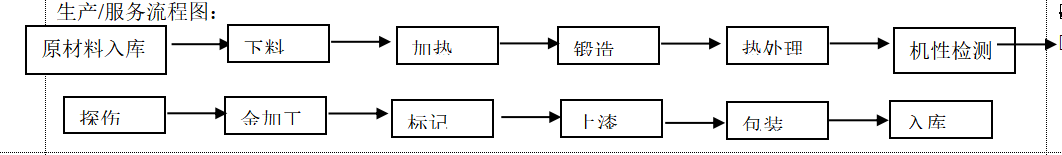 生产/服务流程图：
原材料入库 下料 加热 锻造 热处理 机性检测
探伤 金加工 标记 上漆 包装 入库